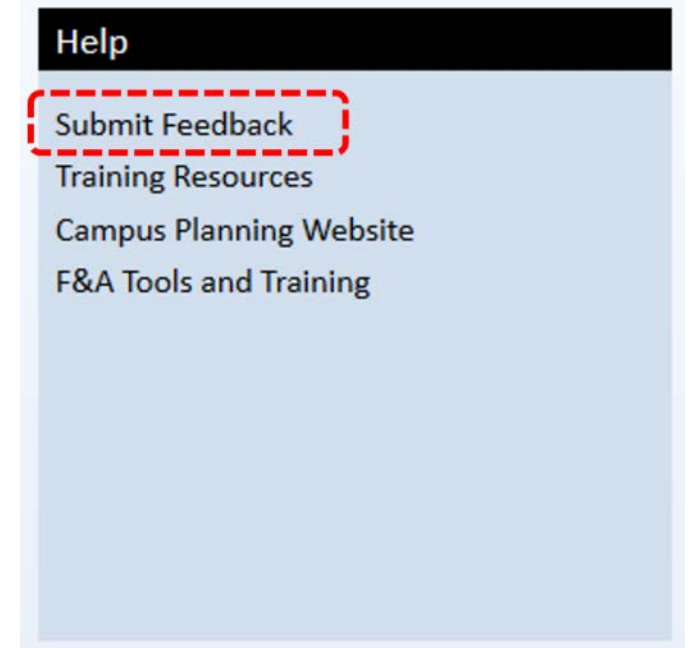 Help
Submit Feedback
Training Resources
Campus Planning Website
F&A Tools and Training